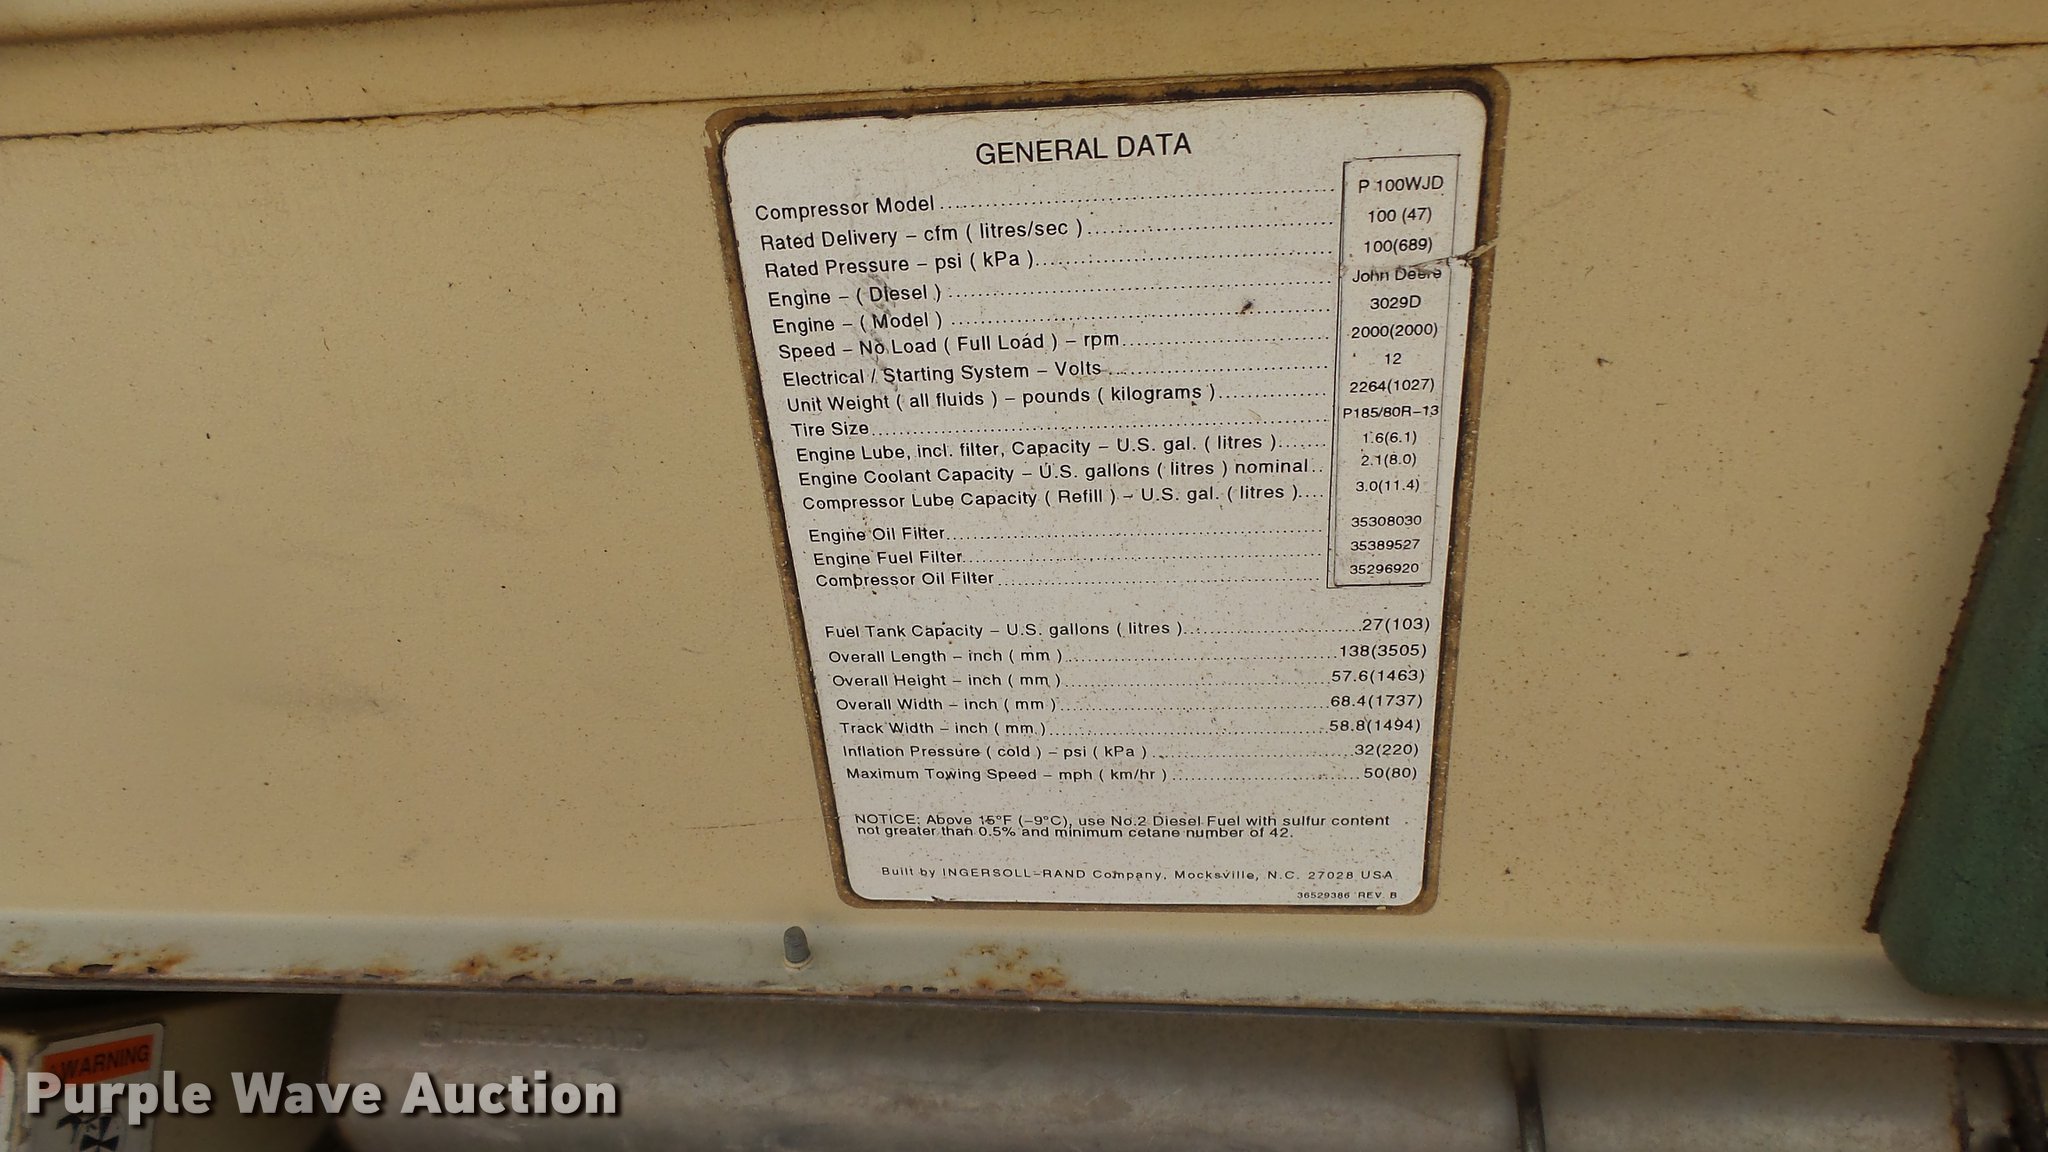 GENERAL DATA
Compressor Model P 100WJD
Rated Delivery – cfm ( litres/sec ) 100 (47)
Rated Pressure – psi ( kPa ) 100(689)
Engine – ( Diesel ) John Deere
Engine – ( Model ) 3029D
Speed – No Load ( Full Load ) – rpm 2000(2000)
Electrical / Starting System – Volts 12
Unit Weight ( all fluids ) – pounds ( kilograms ) 2264(1027)
Tire Size P185/80R–13
Engine Lube, incl. filter, Capacity – U.S. gal. ( litres ) 1.6(6.1)
Engine Coolant Capacity – U.S. gallons ( litres ) nominal 2.1(8.0)
Compressor Lube Capacity ( Refill ) – U.S. gal. ( litres ) 3.0(11.4)
Engine Oil Filter 35308030
Engine Fuel Filter 35389527
Compressor Oil Filter 35296920
Fuel Tank Capacity – U.S. gallons ( litres ) 27(103)
Overall Length – inch ( mm ) 138(3505)
Overall Height – inch ( mm ) 57.6(1463)
Overall Width – inch ( mm ) 68.4(1737)
Track Width – inch ( mm ) 58.8(1494)
Inflation Pressure ( cold ) – psi ( kPa ) 32(220)
Maximum Towing Speed – mph ( km/hr ) 50(80)
NOTICE: Above 15°F (–9°C), use No.2 Diesel Fuel with sulfur content
not greater than 0.5% and minimum cetane number of 42.
Built by INGERSOLL–RAND Company, Mocksville, N.C. 27028 USA
36529386 REV. B
WARNING
Purple Wave Auction